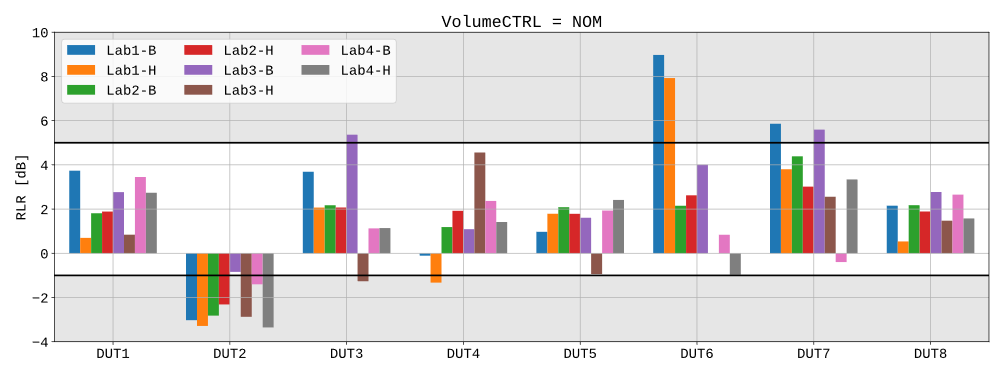 VolumeCTRL = NOM
10
8
6
4
2
0
−2
−4
RLR [dB]
Lab1-B
Lab1-H
Lab2-B
Lab2-H
Lab3-B
Lab3-H
Lab4-B
Lab4-H
DUT1 DUT2 DUT3 DUT4 DUT5 DUT6 DUT7 DUT8